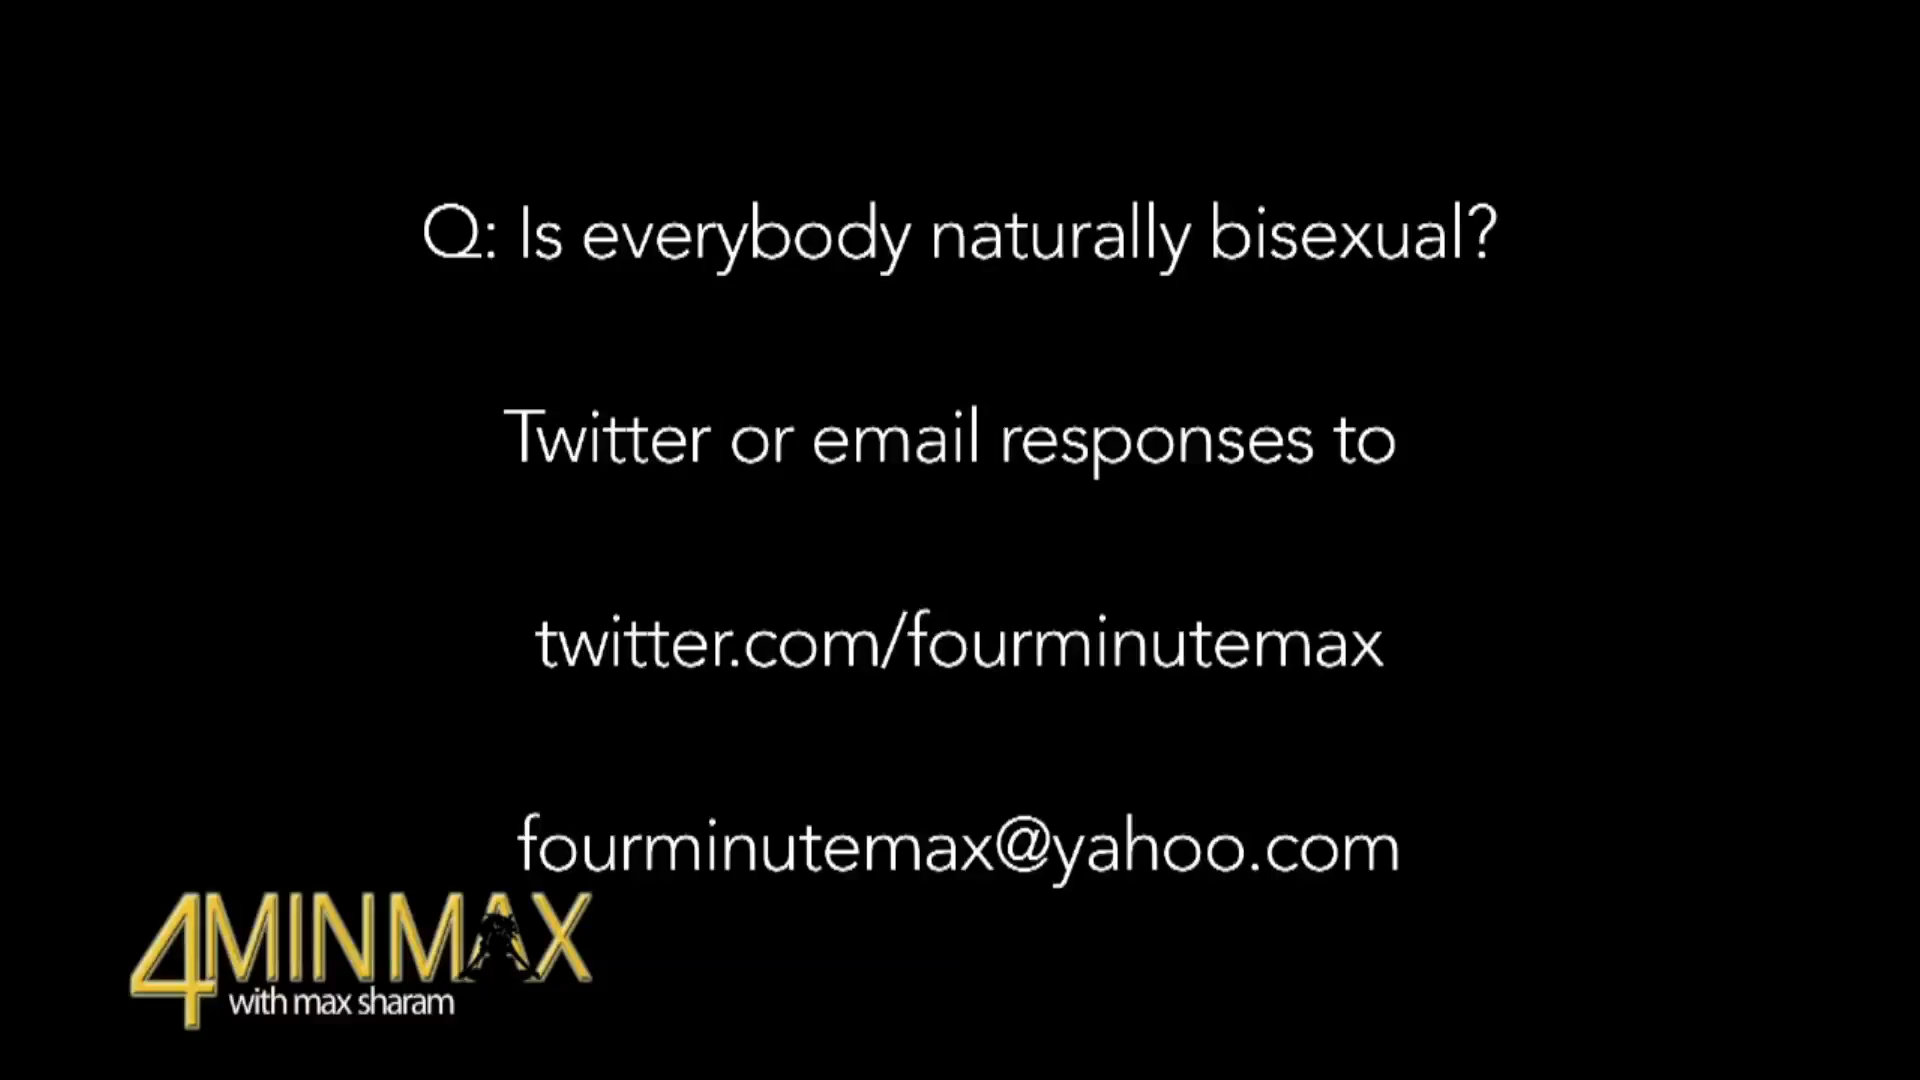 Q: Is everybody naturally bisexual?
Twitter or email responses to
twitter.com/fourminutemax
fourminutemax@yahoo.com
4MINMAX
with max sharam